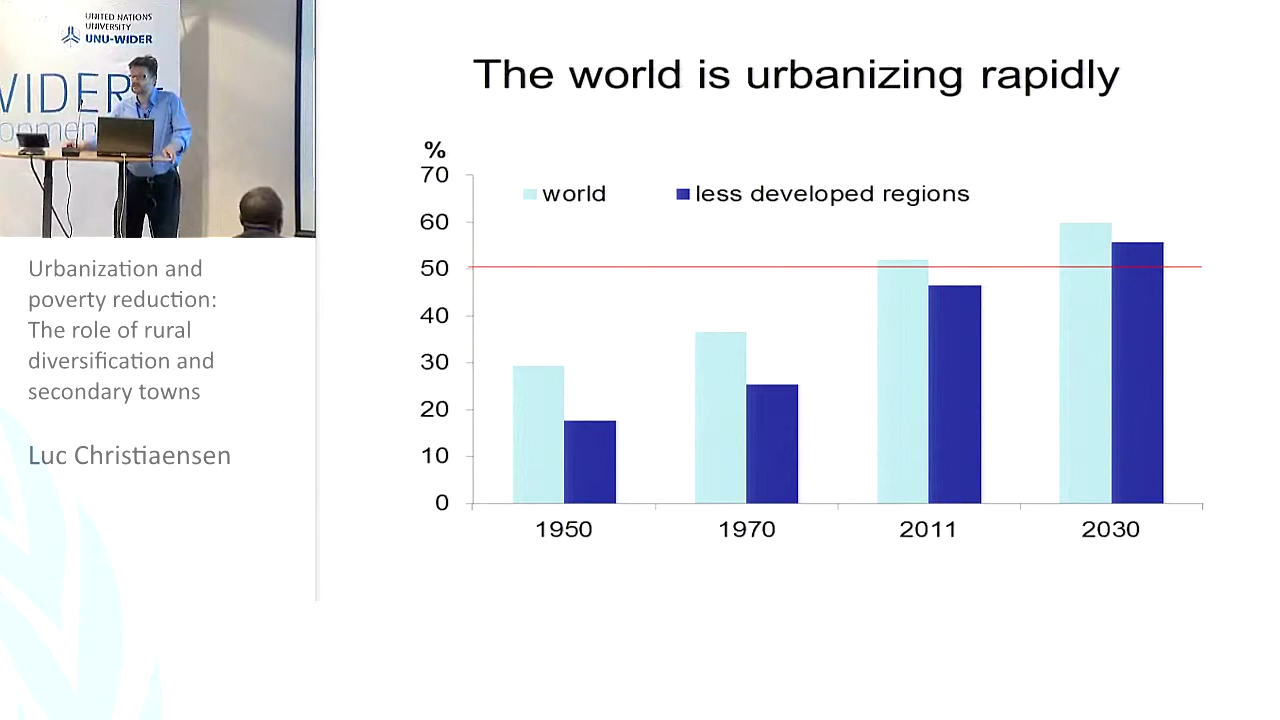 UNITED NATIONS
UNIVERSITY
UNU-WIDER
WIDER
onmen
Urbanization and
poverty reduction:
The role of rural
diversification and
secondary towns
Luc Christiaensen
The world is urbanizing rapidly
%
70
60
50
40
30
20
10
0
world
less developed regions
1950
1970
2011
2030